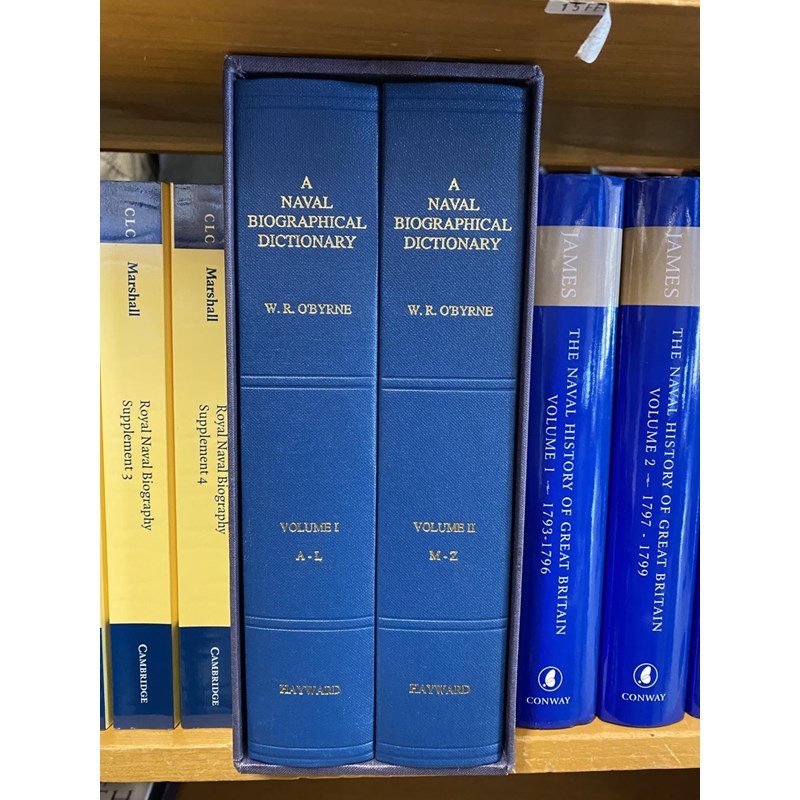 15 FE
CLC
Marshall
Royal Naval Biography
Supplement 3
CAMBRIDGE
CLC
Marshall
Royal Naval Biography
Supplement 4
CAMBRIDGE
A
NAVAL
BIOGRAPHICAL
DICTIONARY
W. R. O'BYRNE
VOLUME I
A - L
HAYWARD
A
NAVAL
BIOGRAPHICAL
DICTIONARY
W. R. O'BYRNE
VOLUME II
M - Z
HAYWARD
JAMES
THE NAVAL HISTORY OF GREAT BRITAIN
VOLUME 1 - 1793-1796
CONWAY
JAMES
THE NAVAL HISTORY OF GREAT BRITAIN
VOLUME 2 - 1797 - 1799
CONWAY